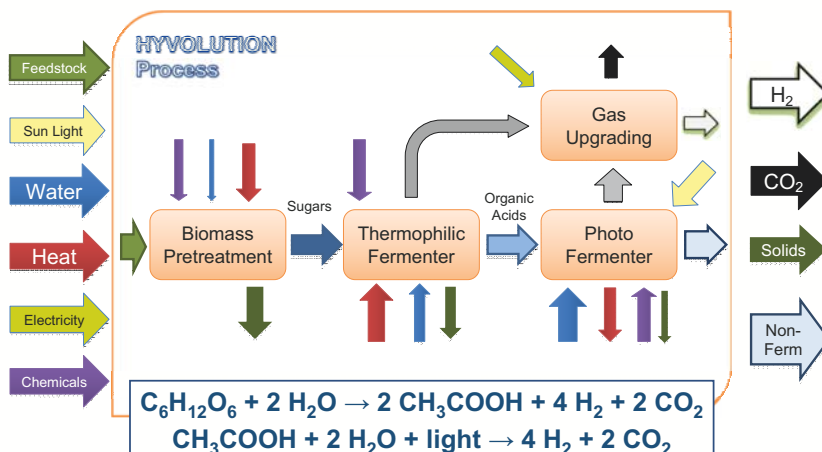 HYVOLUTION
Process
Feedstock
Sun Light
Water
Heat
Electricity
Chemicals
Biomass
Pretreatment
Sugars
Thermophilic
Fermenter
Organic
Acids
Photo
Fermenter
Gas
Upgrading
H₂
CO₂
Solids
Non-
Ferm
C₆H₁₂O₆ + 2 H₂O → 2 CH₃COOH + 4 H₂ + 2 CO₂
CH₃COOH + 2 H₂O + light → 4 H₂ + 2 CO₂